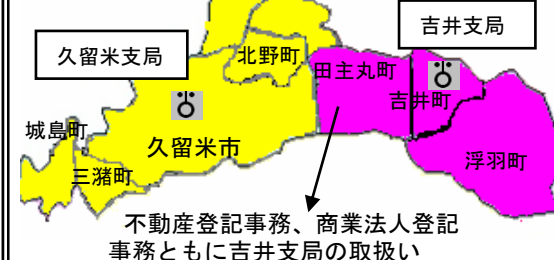 吉井支局
久留米支局
北野町
田主丸町
吉井町
城島町
久留米市
浮羽町
三潴町
不動産登記事務、商業法人登記
事務ともに吉井支局の取扱い